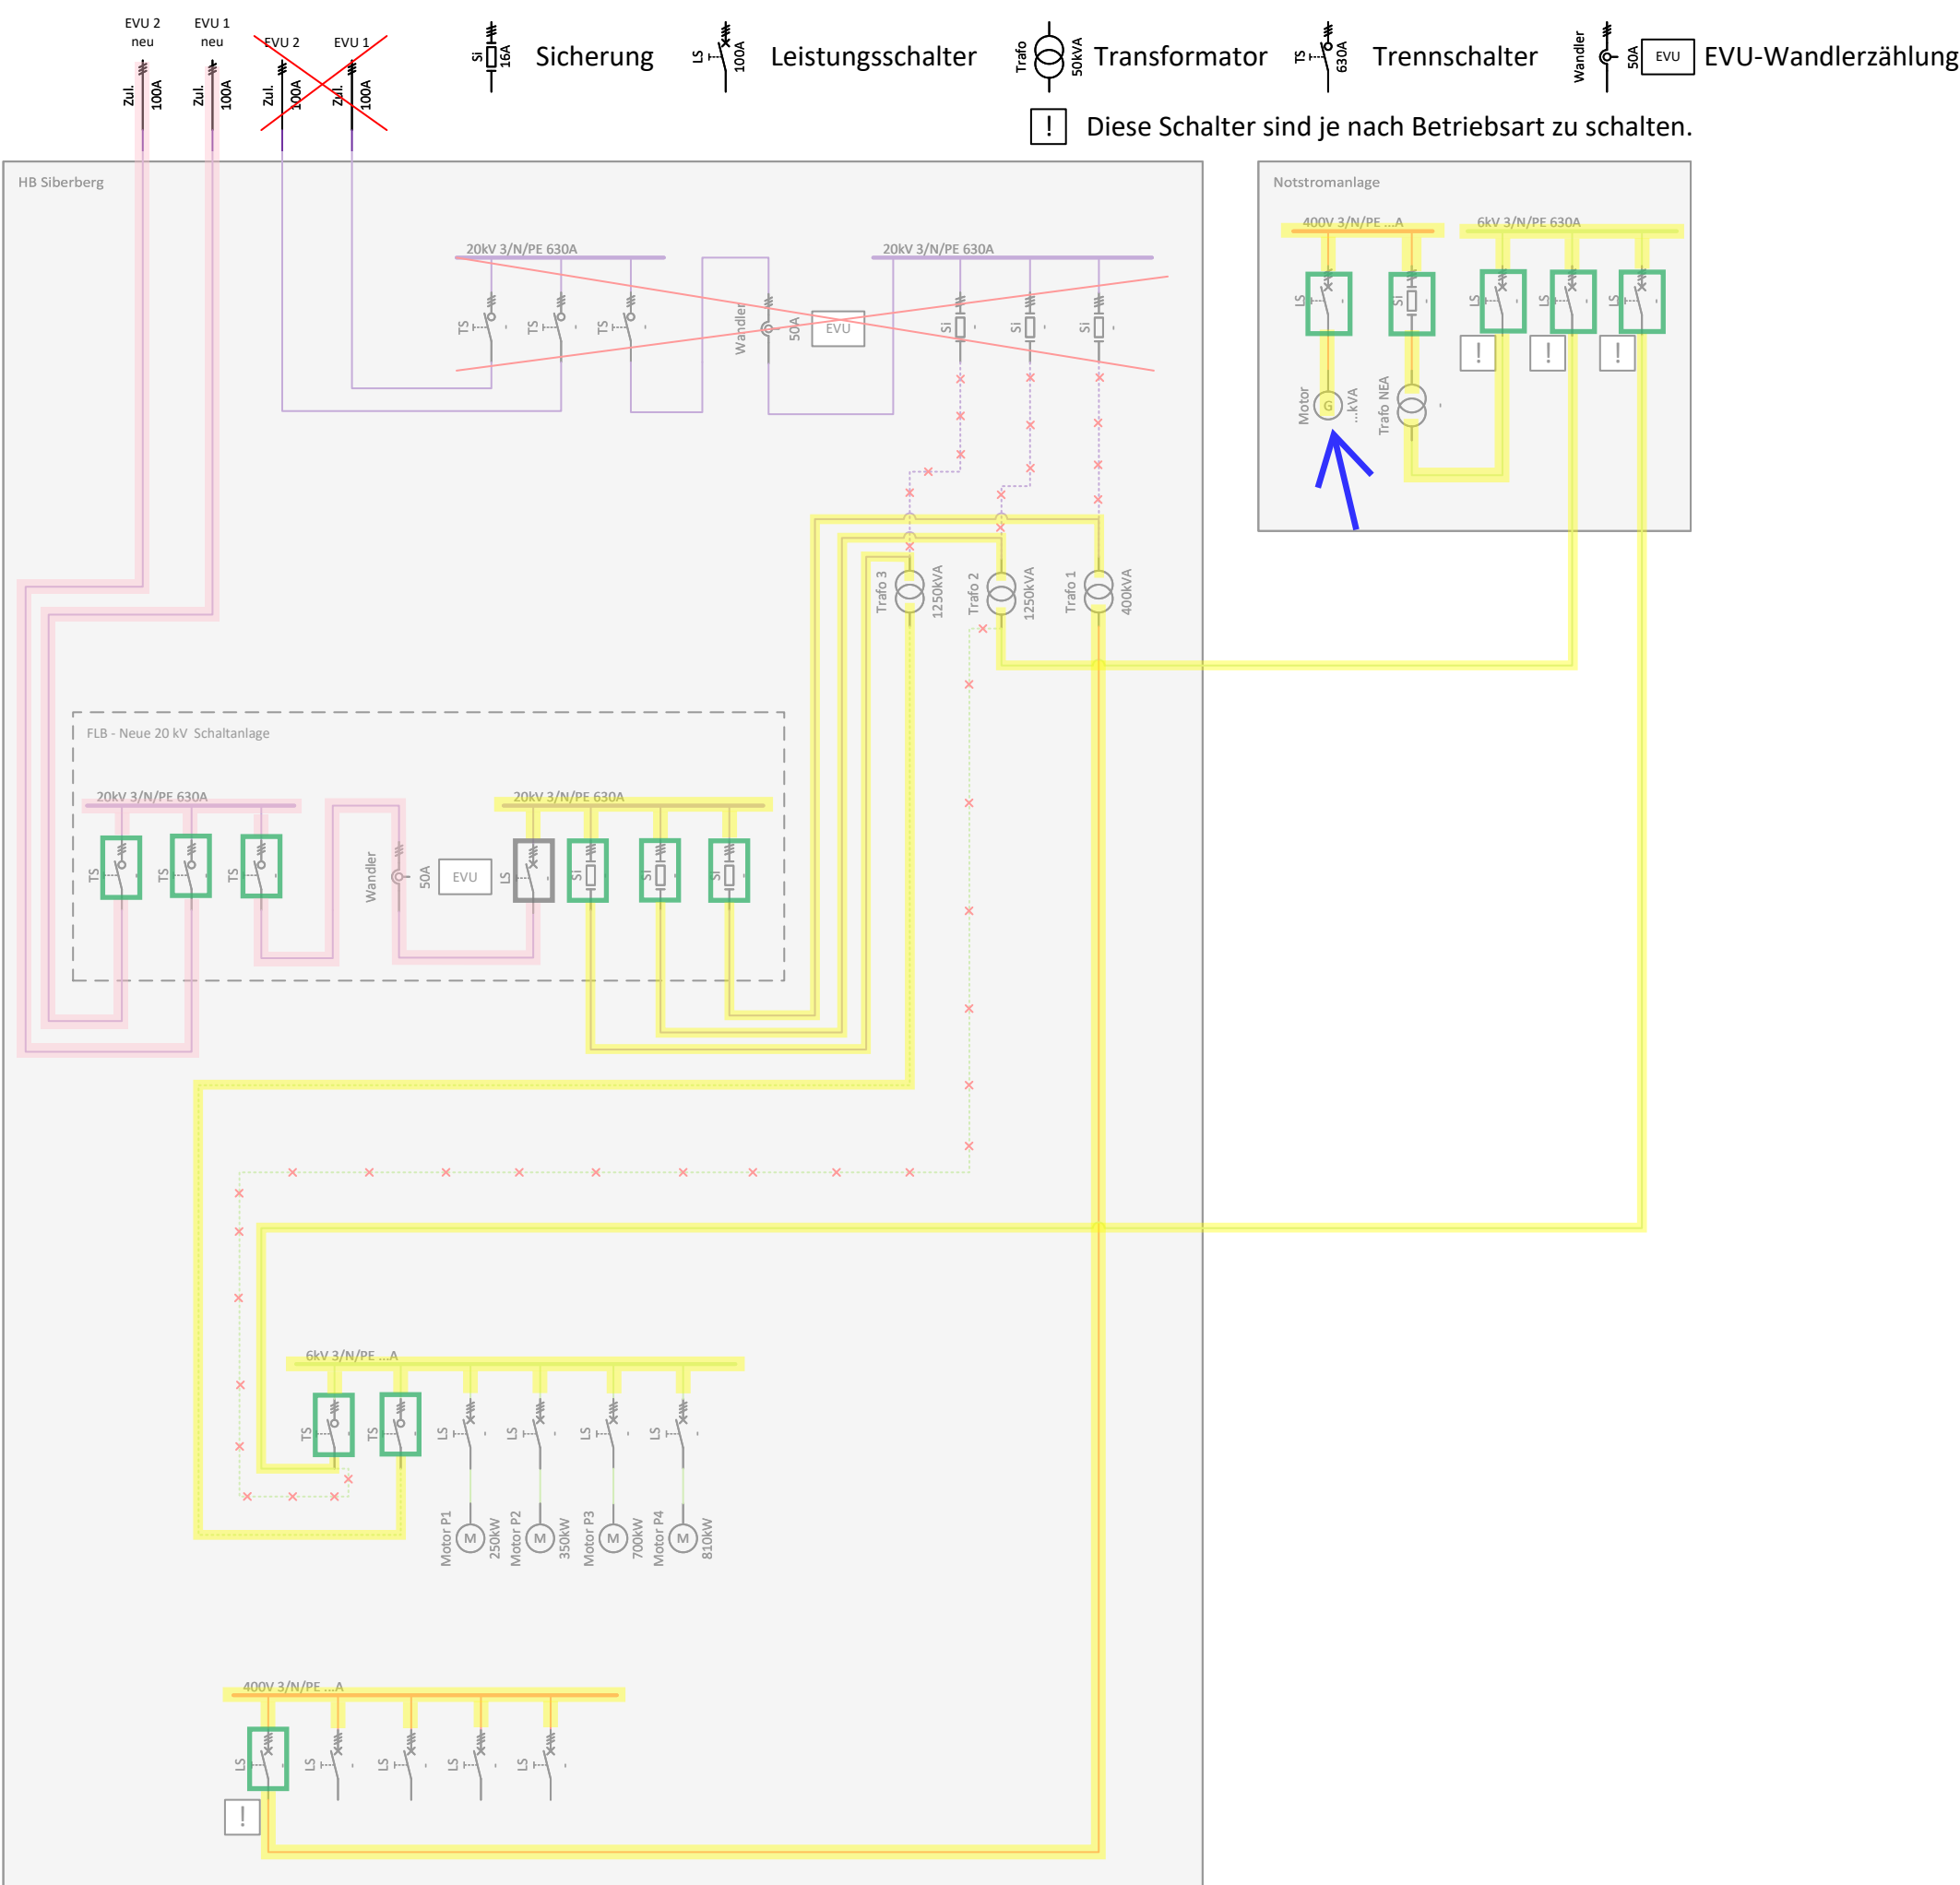 EVU 2
neu
EVU 1
neu
EVU 2
EVU 1
Zul.
100A
Zul.
100A
Zul.
100A
Zul.
100A
Si
16A
Sicherung
LS
100A
Leistungsschalter
Trafo
50kVA
Transformator
TS
630A
Trennschalter
Wandler
50A
EVU
EVU-Wandlerzählung
! Diese Schalter sind je nach Betriebsart zu schalten.
HB Siberberg
20kV 3/N/PE 630A
TS
-
TS
-
TS
-
Wandler
50A
EVU
20kV 3/N/PE 630A
Si
-
Si
-
Si
-
Notstromanlage
400V 3/N/PE ...A
6kV 3/N/PE 630A
LS
-
Si
-
LS
-
LS
-
LS
-
!
!
!
Motor
G
...kVA
Trafo NEA
-
Trafo 3
1250kVA
Trafo 2
1250kVA
Trafo 1
400kVA
FLB - Neue 20 kV  Schaltanlage
20kV 3/N/PE 630A
TS
-
TS
-
TS
-
Wandler
50A
EVU
20kV 3/N/PE 630A
LS
-
Si
-
Si
-
Si
-
6kV 3/N/PE ...A
TS
-
TS
-
LS
-
LS
-
LS
-
LS
-
Motor P1
M
250kW
Motor P2
M
350kW
Motor P3
M
700kW
Motor P4
M
810kW
400V 3/N/PE ...A
LS
-
LS
-
LS
-
LS
-
LS
-
!